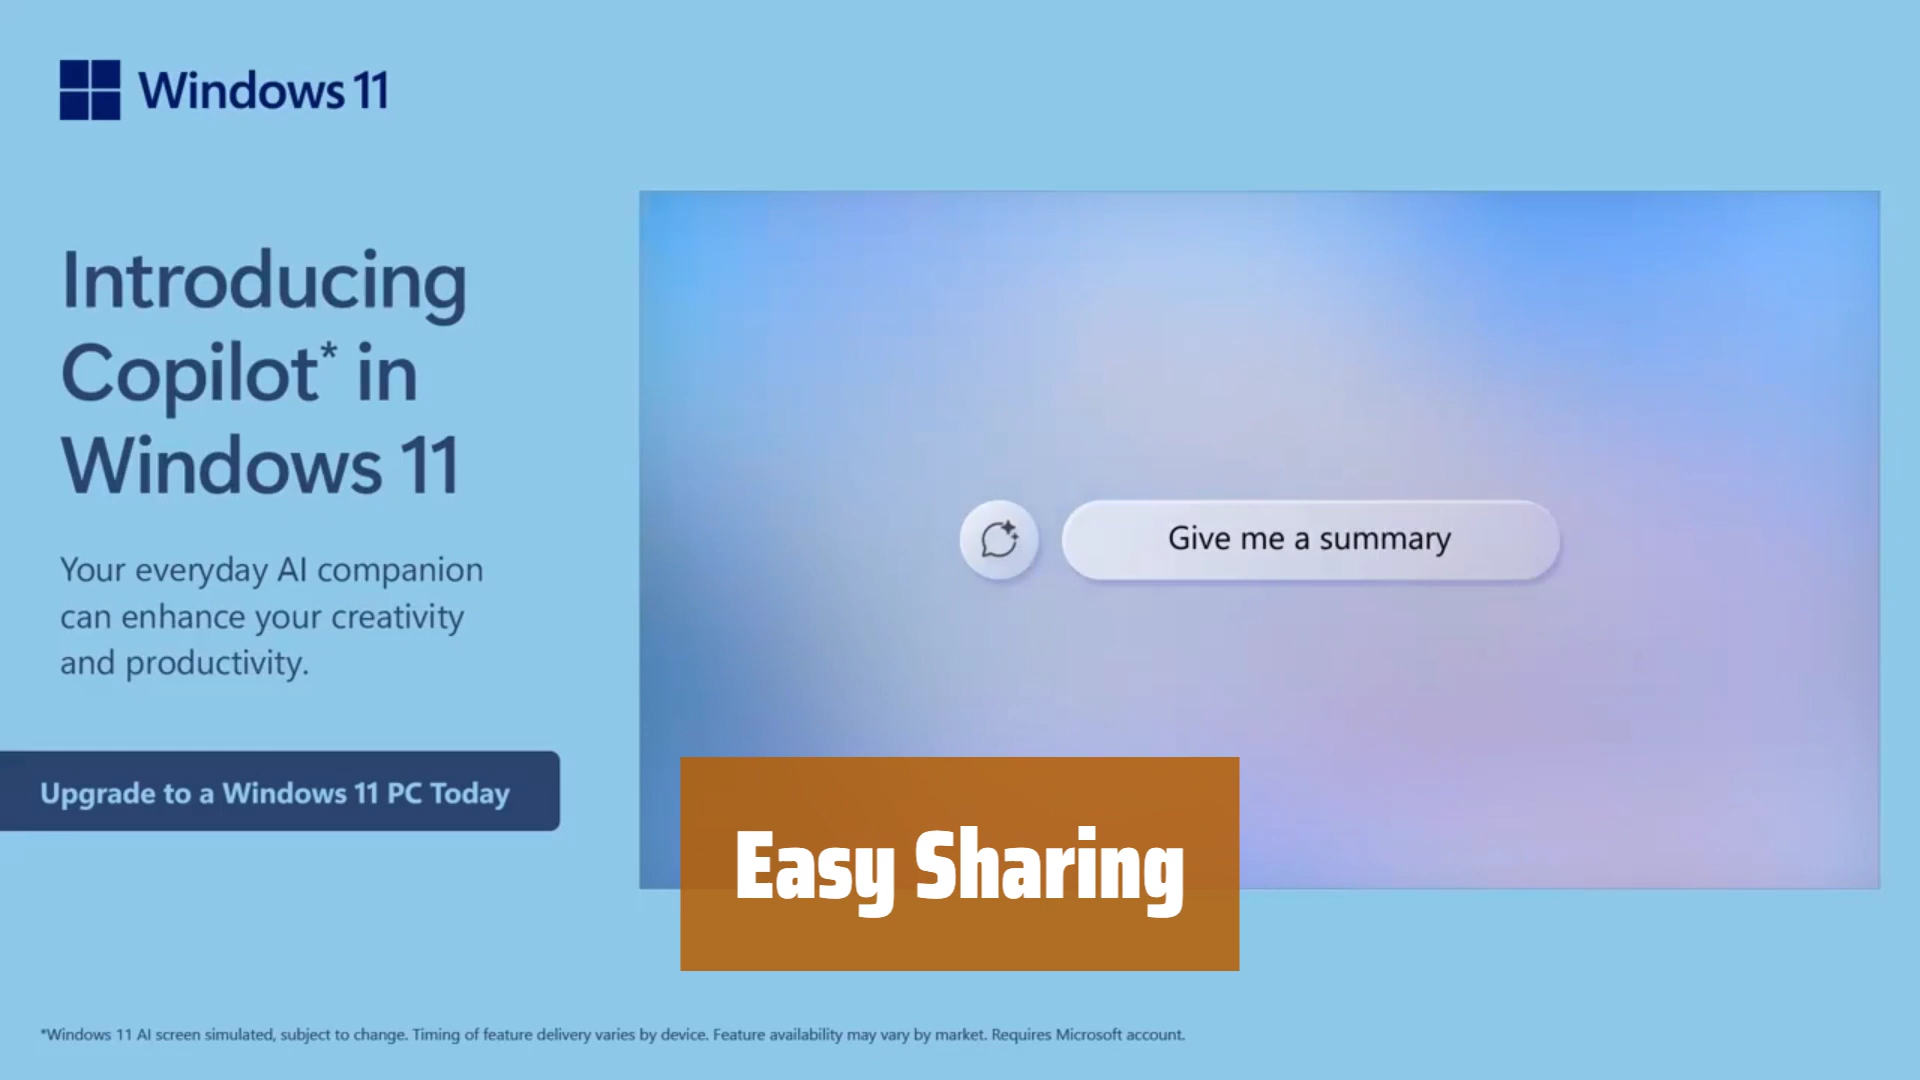 Windows 11
Introducing
Copilot* in
Windows 11
Your everyday AI companion
can enhance your creativity
and productivity.
Upgrade to a Windows 11 PC Today
Give me a summary
Easy Sharing
*Windows 11 AI screen simulated, subject to change. Timing of feature delivery varies by device. Feature availability may vary by market. Requires Microsoft account.